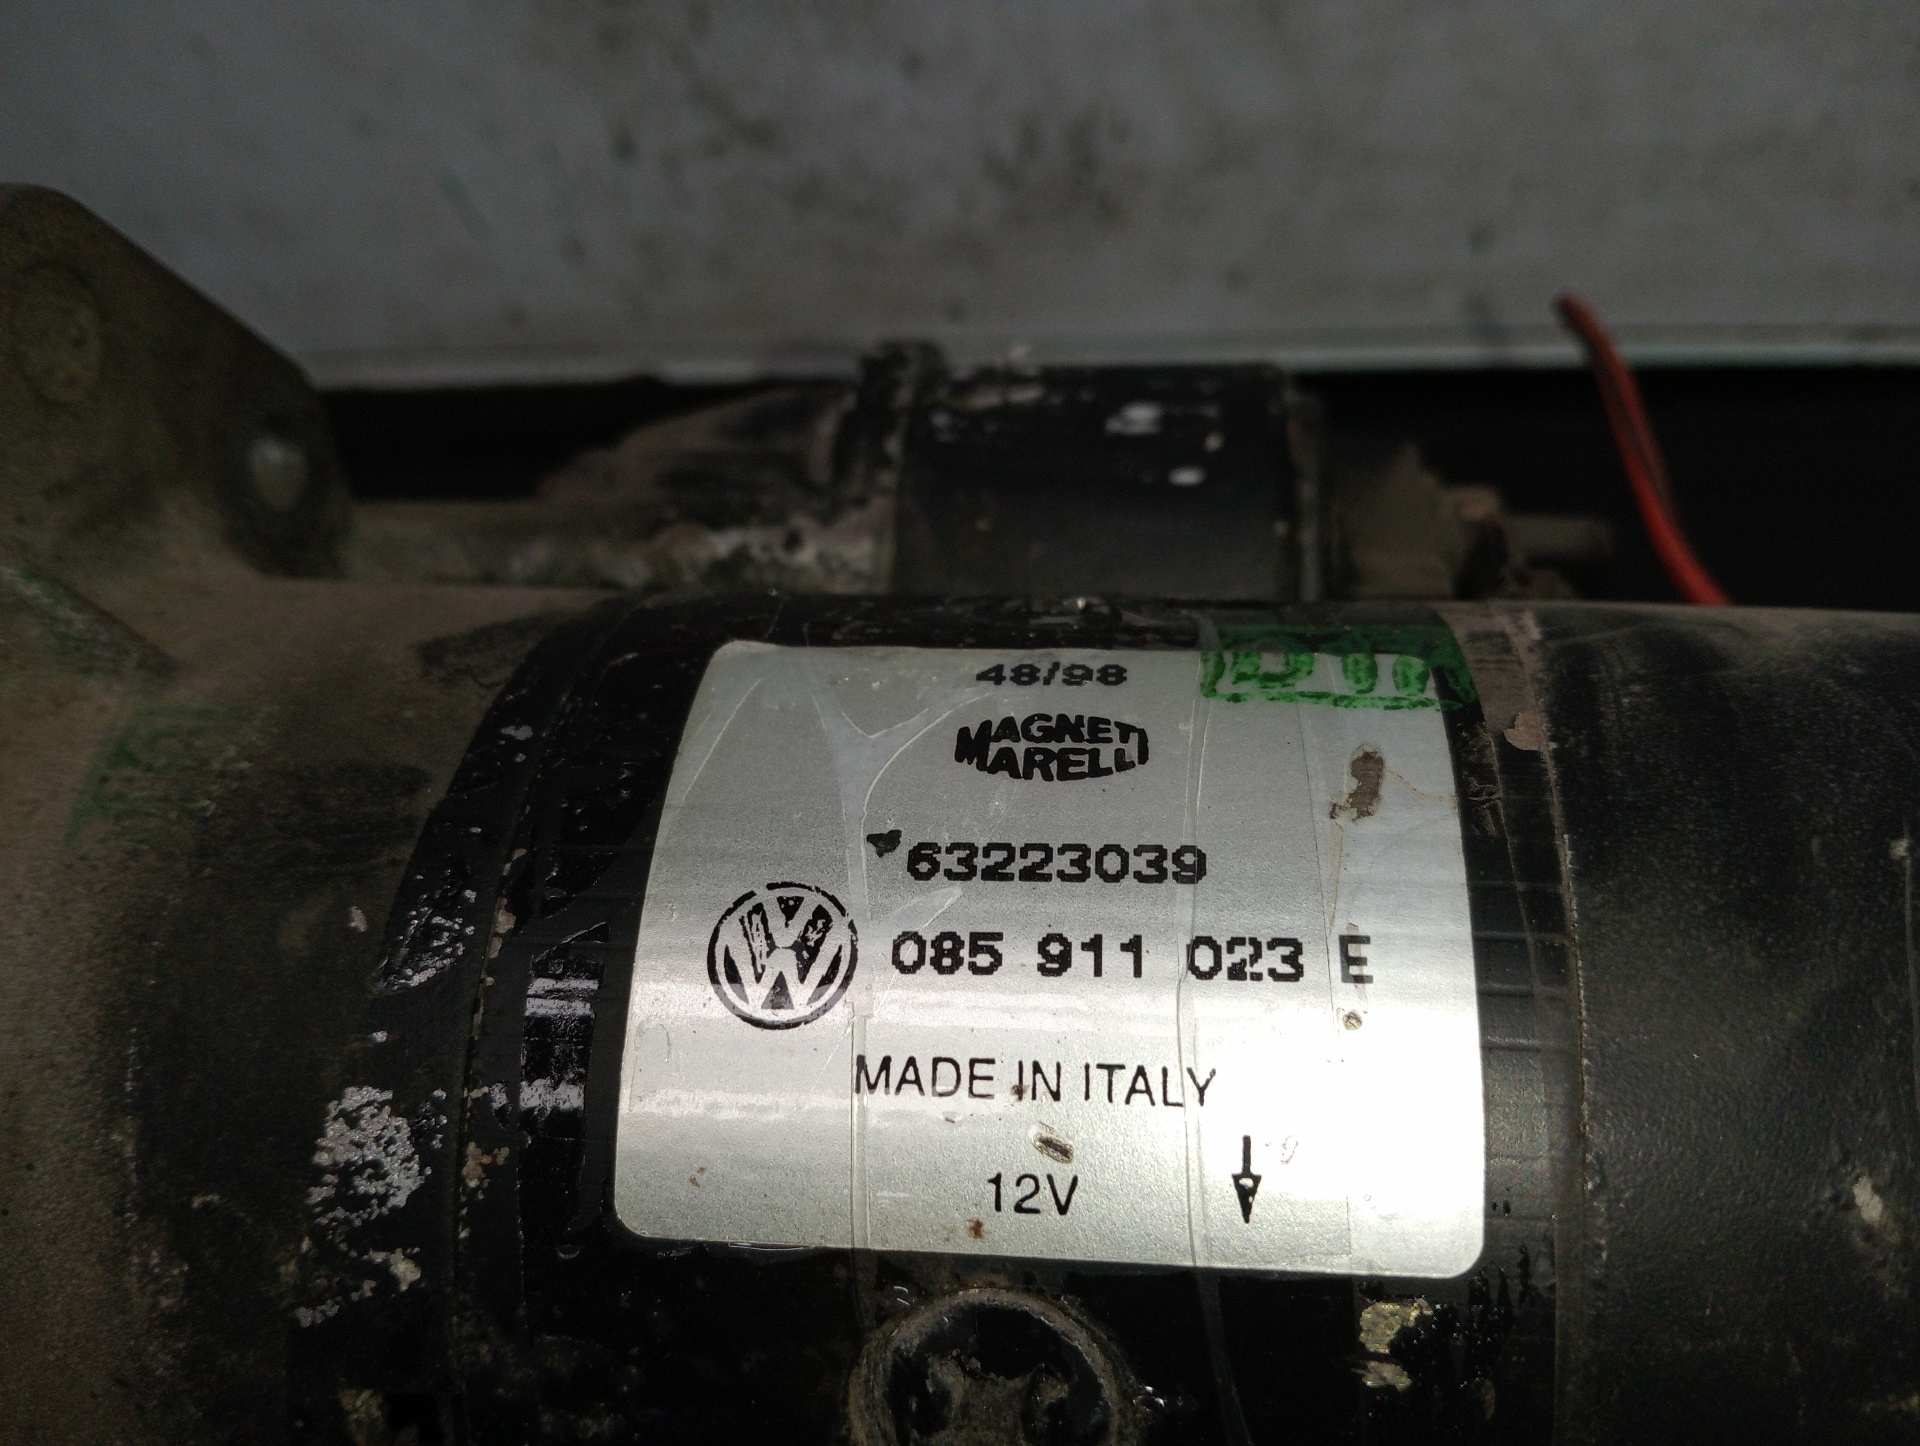 48/98
MAGNETI
MARELLI
63223039
085 911 023 E
MADE IN ITALY
12V